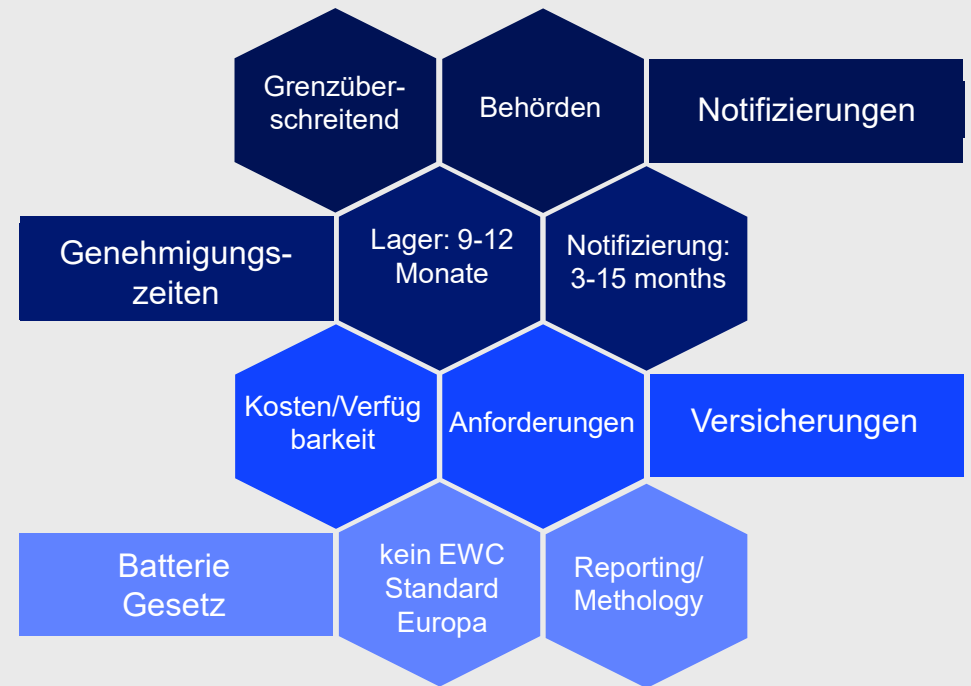 Grenzüber-
schreitend
Behörden
Notifizierungen
Genehmigungs-
zeiten
Lager: 9-12
Monate
Notifizierung:
3-15 months
Kosten/Verfüg
barkeit
Anforderungen
Versicherungen
Batterie
Gesetz
kein EWC
Standard
Europa
Reporting/
Methology